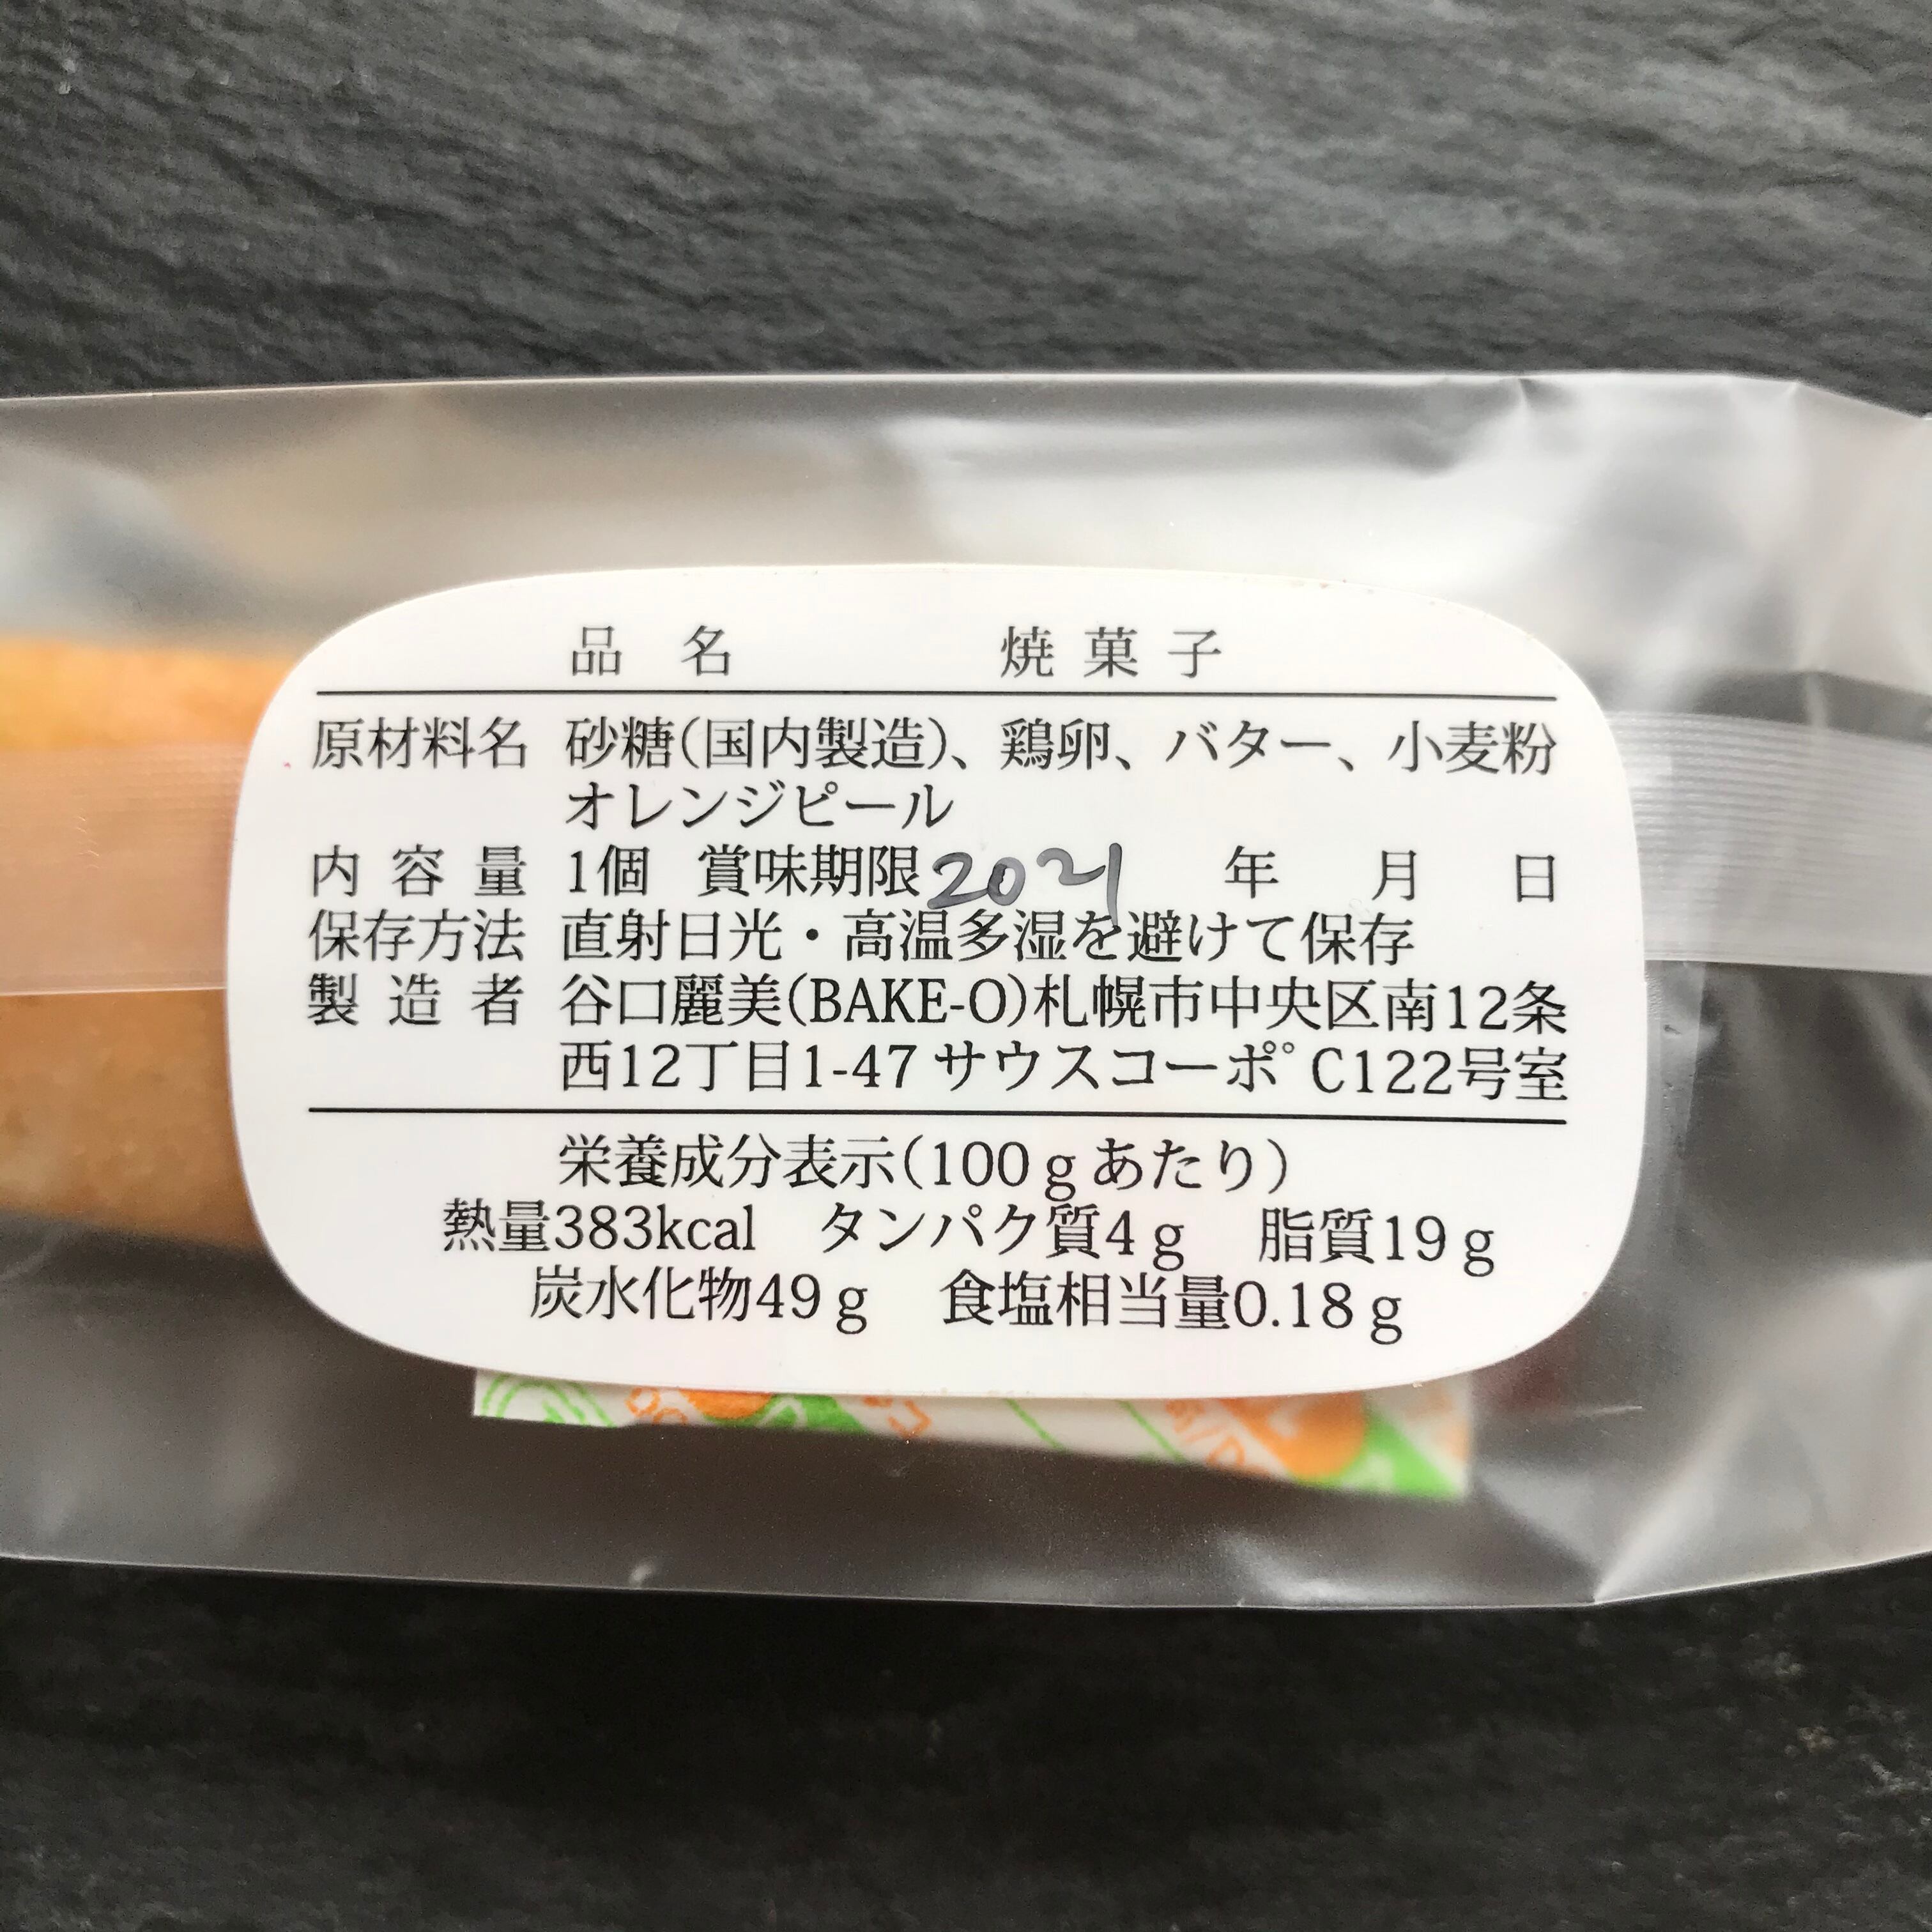 品名 焼菓子
原材料名 砂糖(国内製造)、鶏卵、バター、小麦粉
オレンジピール
内容量 1個 賞味期限2021 年 月 日
保存方法 直射日光・高温多湿を避けて保存
製造者 谷口麗美(BAKE-O)札幌市中央区南12条
西12丁目1-47 サウスコーポ゜C122号室
栄養成分表示(100gあたり)
熱量383kcal タンパク質4g 脂質19g
炭水化物49g 食塩相当量0.18g